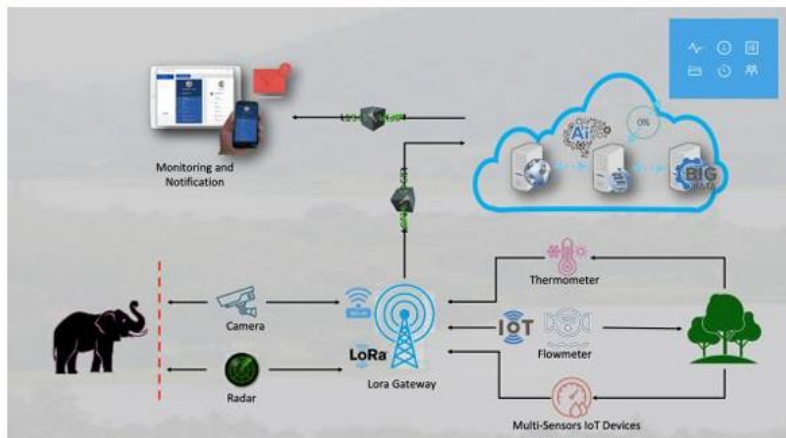 Ai
0%
BIG
DATA
Monitoring and
Notification
Thermometer
Camera
IoT
Flowmeter
LoRa
Radar
Lora Gateway
Multi-Sensors IoT Devices